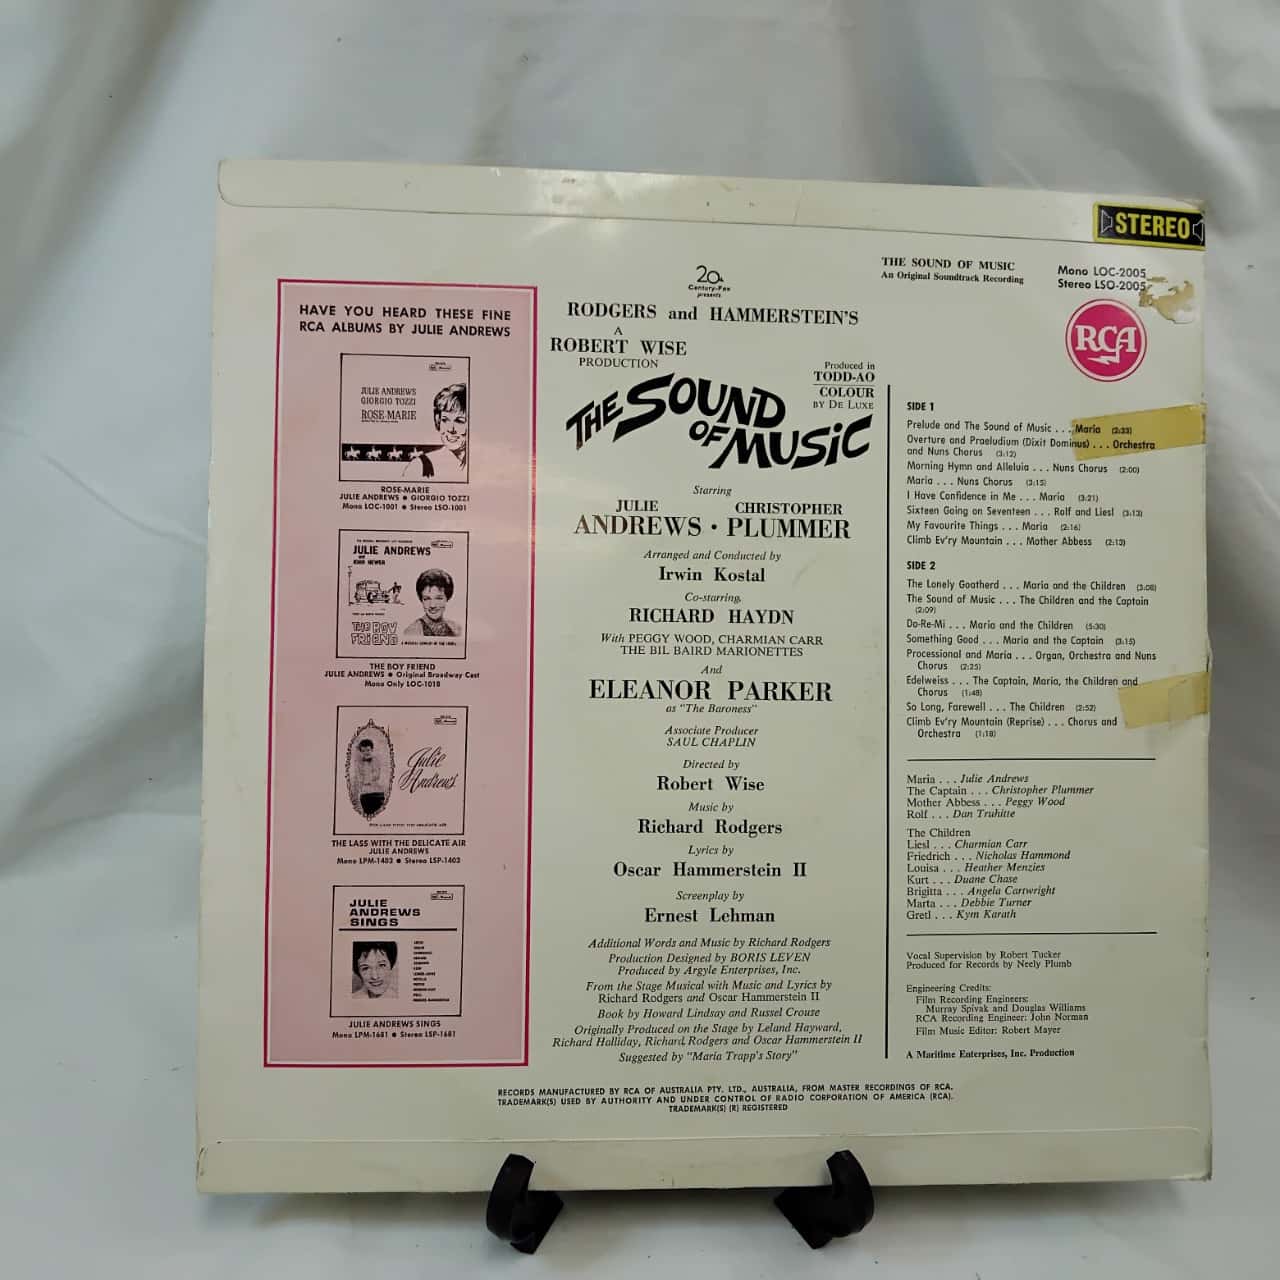 STEREO
THE SOUND OF MUSIC
An Original Soundtrack Recording
Mono LOC-2005
Stereo LSO-2005
RCA
HAVE YOU HEARD THESE FINE
RCA ALBUMS BY JULIE ANDREWS
JULIE ANDREWS
GIORGIO TOZZI
ROSE-MARIE
ROSE-MARIE
JULIE ANDREWS ● GIORGIO TOZZI
Mono LOC-1001 ● Stereo LSO-1001
JULIE ANDREWS
THE BOY
FRIEND
THE BOY FRIEND
JULIE ANDREWS ● Original Broadway Cast
Mono Only LOC-1018
Julie
Andrews
THE LASS WITH THE DELICATE AIR
THE LASS WITH THE DELICATE AIR
JULIE ANDREWS
Mono LPM-1403 ● Stereo LSP-1403
JULIE
ANDREWS
SINGS
JULIE ANDREWS SINGS
Mono LPM-1681 ● Stereo LSP-1681
20th
Century-Fox
presents
RODGERS and HAMMERSTEIN'S
A
ROBERT WISE
PRODUCTION
Produced in
TODD-AO
COLOUR
BY DE LUXE
THE SOUND
OF MUSIC
Starring
JULIE CHRISTOPHER
ANDREWS • PLUMMER
Arranged and Conducted by
Irwin Kostal
Co-starring
RICHARD HAYDN
With PEGGY WOOD, CHARMIAN CARR
THE BIL BAIRD MARIONETTES
And
ELEANOR PARKER
as "The Baroness"
Associate Producer
SAUL CHAPLIN
Directed by
Robert Wise
Music by
Richard Rodgers
Lyrics by
Oscar Hammerstein II
Screenplay by
Ernest Lehman
Additional Words and Music by Richard Rodgers
Production Designed by BORIS LEVEN
Produced by Argyle Enterprises, Inc.
From the Stage Musical with Music and Lyrics by
Richard Rodgers and Oscar Hammerstein II
Book by Howard Lindsay and Russel Crouse
Originally Produced on the Stage by Leland Hayward,
Richard Halliday, Richard Rodgers and Oscar Hammerstein II
Suggested by "Maria Trapp's Story"
SIDE 1
Prelude and The Sound of Music . . . Maria (2:33)
Overture and Praeludium (Dixit Dominus) . . . Orchestra
and Nuns Chorus (3:12)
Morning Hymn and Alleluia . . . Nuns Chorus (2:00)
Maria . . . Nuns Chorus (3:15)
I Have Confidence in Me . . . Maria (3:21)
Sixteen Going on Seventeen . . . Rolf and Liesl (3:13)
My Favourite Things . . . Maria (2:16)
Climb Ev'ry Mountain . . . Mother Abbess (2:13)
SIDE 2
The Lonely Goatherd . . . Maria and the Children (3:08)
The Sound of Music . . . The Children and the Captain
(2:09)
Do-Re-Mi . . . Maria and the Children (5:30)
Something Good . . . Maria and the Captain (3:15)
Processional and Maria . . . Organ, Orchestra and Nuns
Chorus (2:25)
Edelweiss . . . The Captain, Maria, the Children and
Chorus (1:48)
So Long, Farewell . . . The Children (2:52)
Climb Ev'ry Mountain (Reprise) . . . Chorus and
Orchestra (1:18)
Maria . . . Julie Andrews
The Captain . . . Christopher Plummer
Mother Abbess . . . Peggy Wood
Rolf . . . Dan Truhitte
The Children
Liesl . . . Charmian Carr
Friedrich . . . Nicholas Hammond
Louisa . . . Heather Menzies
Kurt . . . Duane Chase
Brigitta . . . Angela Cartwright
Marta . . . Debbie Turner
Gretl . . . Kym Karath
Vocal Supervision by Robert Tucker
Produced for Records by Neely Plumb
Engineering Credits:
Film Recording Engineers:
Murray Spivak and Douglas Williams
RCA Recording Engineer: John Norman
Film Music Editor: Robert Mayer
A Maritime Enterprises, Inc. Production
RECORDS MANUFACTURED BY RCA OF AUSTRALIA PTY. LTD., AUSTRALIA, FROM MASTER RECORDINGS OF RCA.
TRADEMARK(S) USED BY AUTHORITY AND UNDER CONTROL OF RADIO CORPORATION OF AMERICA (RCA).
TRADEMARK(S) (R) REGISTERED